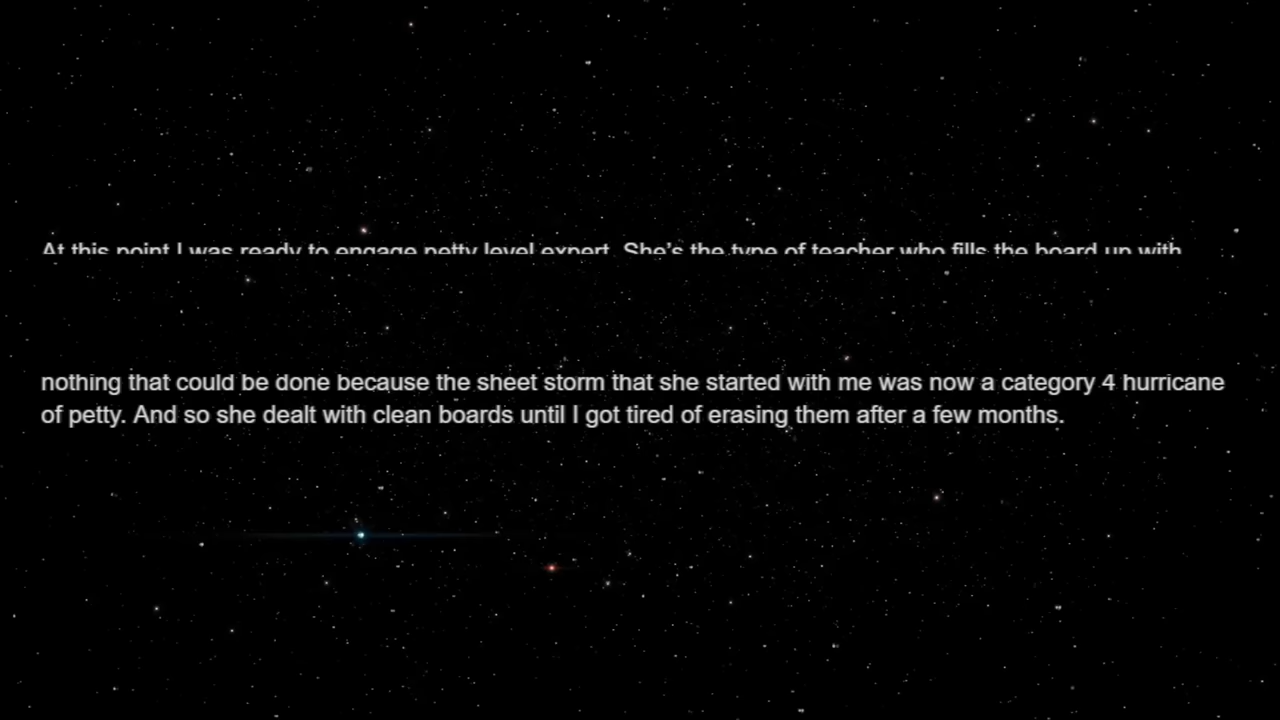 At this point I was ready to engage petty level expert. She's the type of teacher who fills the board up with
nothing that could be done because the sheet storm that she started with me was now a category 4 hurricane
of petty. And so she dealt with clean boards until I got tired of erasing them after a few months.